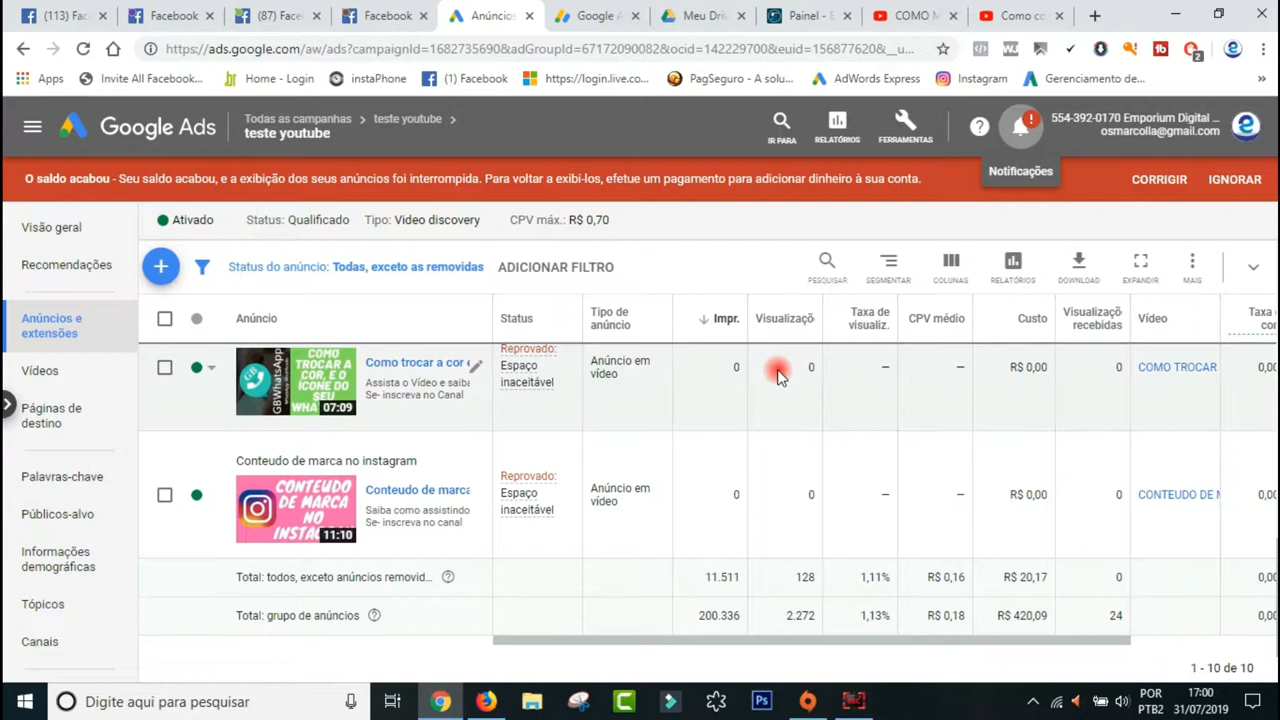 (113) Face
Facebook
(87) Face
Facebook
Anúncios
Google A
Meu Dri
Painel - E
COMO M
Como co
https://ads.google.com/aw/ads?campaignId=1682735690&adGroupId=67172090082&ocid=142229700&euid=156877620&__u...
Apps
Invite All Facebook...
Home - Login
instaPhone
(1) Facebook
https://login.live.co...
PagSeguro - A solu...
AdWords Express
Instagram
Gerenciamento de...
»
Google Ads
Todas as campanhas > teste youtube >
teste youtube
IR PARA
RELATÓRIOS
FERRAMENTAS
554-392-0170 Emporium Digital ...
osmarcolla@gmail.com
Notificações
O saldo acabou - Seu saldo acabou, e a exibição dos seus anúncios foi interrompida. Para voltar a exibi-los, efetue um pagamento para adicionar dinheiro à sua conta.
CORRIGIR
IGNORAR
Ativado
Status: Qualificado
Tipo: Video discovery
CPV máx.: R$ 0,70
Status do anúncio: Todas, exceto as removidas
ADICIONAR FILTRO
PESQUISAR
SEGMENTAR
COLUNAS
RELATÓRIOS
DOWNLOAD
EXPANDIR
MAIS
Visão geral
Recomendações
Anúncios e
extensões
Vídeos
Páginas de
destino
Palavras-chave
Públicos-alvo
Informações
demográficas
Tópicos
Canais
Anúncio
Status
Tipo de
anúncio
Impr.
Visualizaçõ
Taxa de
visualiz.
CPV médio
Custo
Visualizaçõ
recebidas
Vídeo
Taxa
co
GBWhatsApp
COMO
TROCAR A
COR, E O
ICONE DO
SEU
WHA
07:09
Como trocar a cor e
Assista o Vídeo e saiba
Se- inscreva no Canal
Reprovado:
Espaço
inaceitável
Anúncio em
vídeo
0
0
—
—
R$ 0,00
0
COMO TROCAR
0,00
Conteudo de marca no instagram
CONTEUDO
DE MARCA
NO
INSTAG
11:10
Conteudo de marca
Saiba como assistindo
Se- inscreva no canal
Reprovado:
Espaço
inaceitável
Anúncio em
vídeo
0
0
—
—
R$ 0,00
0
CONTEUDO DE M
0,00
Total: todos, exceto anúncios removid...
11.511
128
1,11%
R$ 0,16
R$ 20,17
0
0,00
Total: grupo de anúncios
200.336
2.272
1,13%
R$ 0,18
R$ 420,09
24
0,00
1 - 10 de 10
Digite aqui para pesquisar
POR
PTB2
17:00
31/07/2019